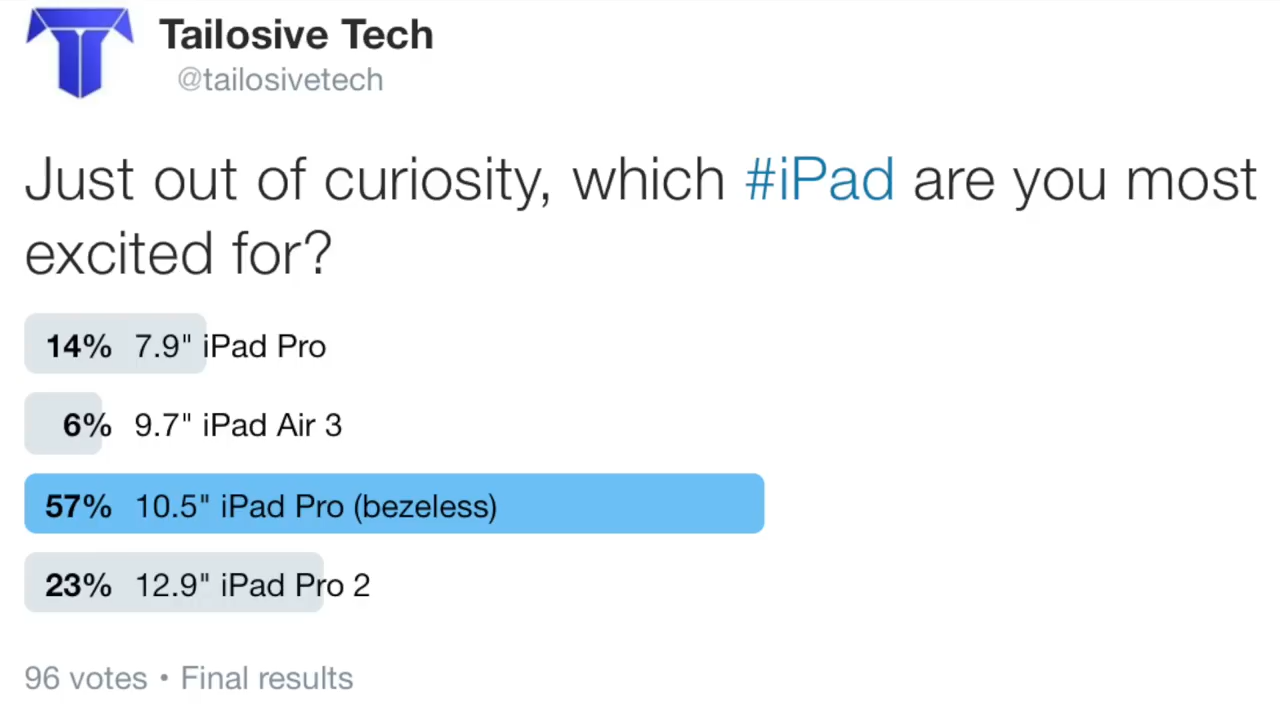 Tailosive Tech
@tailosivetech
Just out of curiosity, which #iPad are you most
excited for?
14% 7.9" iPad Pro
6% 9.7" iPad Air 3
57% 10.5" iPad Pro (bezeless)
23% 12.9" iPad Pro 2
96 votes • Final results